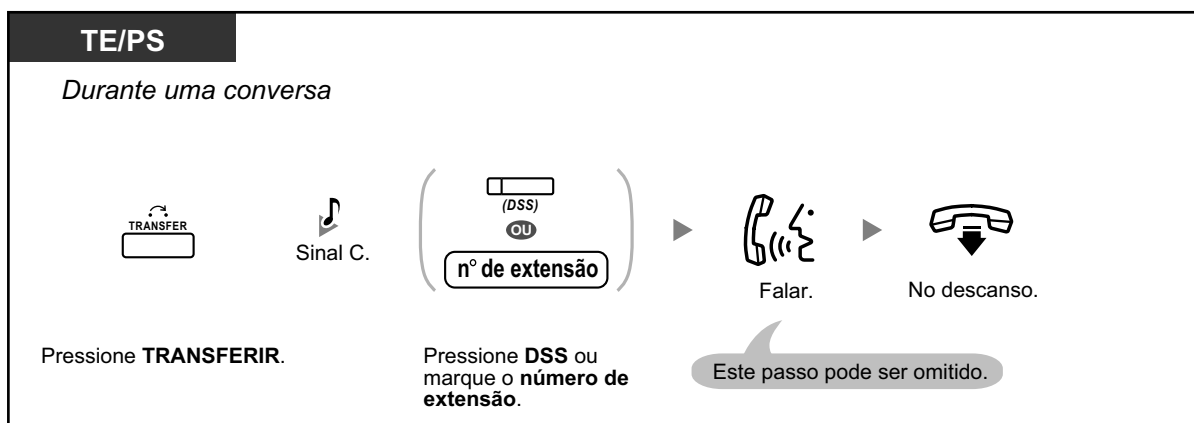 TE/PS
Durante uma conversa
TRANSFER
Sinal C.
(DSS)
OU
n° de extensão
Falar.
No descanso.
Pressione TRANSFERIR.
Pressione DSS ou
marque o número de
extensão.
Este passo pode ser omitido.